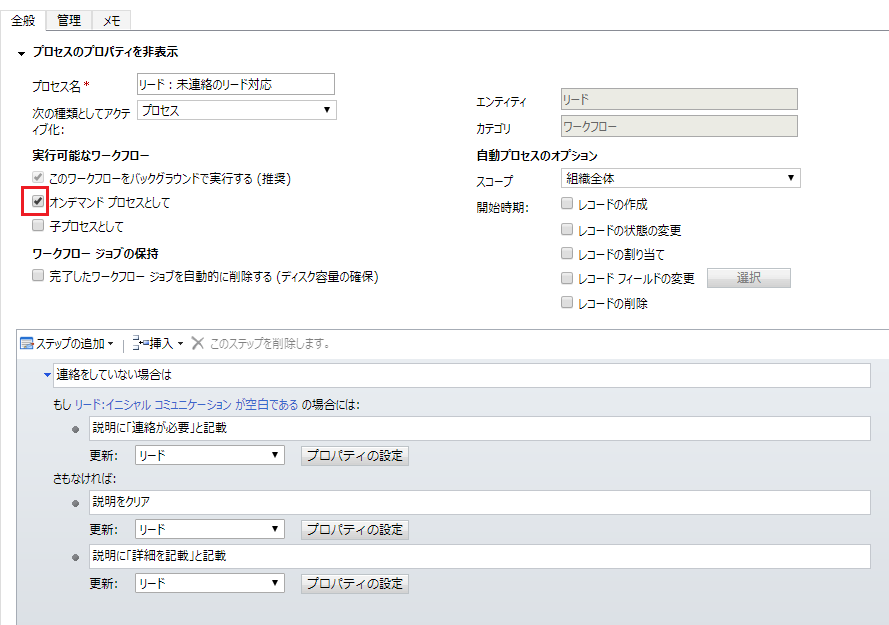 全般 管理 メモ
プロセスのプロパティを非表示
プロセス名* リード：未連絡のリード対応
次の種類としてアクティブ化: プロセス
実行可能なワークフロー
このワークフローをバックグラウンドで実行する (推奨)
オンデマンド プロセスとして
子プロセスとして
ワークフロー ジョブの保持
完了したワークフロー ジョブを自動的に削除する (ディスク容量の確保)
エンティティ リード
カテゴリ ワークフロー
自動プロセスのオプション
スコープ 組織全体
開始時期: レコードの作成
レコードの状態の変更
レコードの割り当て
レコード フィールドの変更 選択
レコードの削除
ステップの追加 挿入 このステップを削除します。
連絡をしていない場合は
もし リード:イニシャル コミュニケーション が空白である の場合には:
説明に「連絡が必要」と記載
更新: リード プロパティの設定
さもなければ:
説明をクリア
更新: リード プロパティの設定
説明に「詳細を記載」と記載
更新: リード プロパティの設定